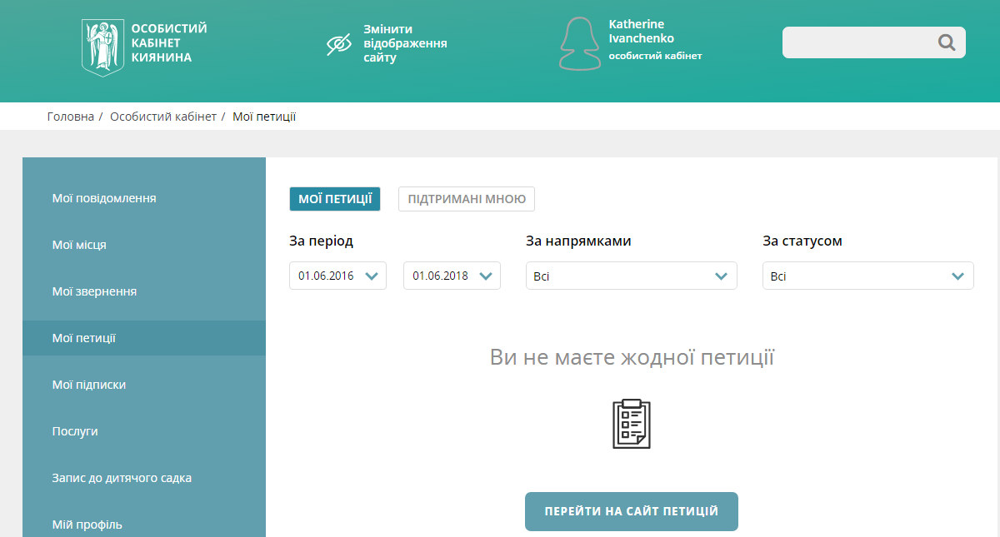 ОСОБИСТИЙ
КАБІНЕТ
КИЯНИНА
Змінити
відображення
сайту
Katherine
Ivanchenko
особистий кабінет
Головна / Особистий кабінет / Мої петиції
Мої повідомлення
Мої місця
Мої звернення
Мої петиції
Мої підписки
Послуги
Запис до дитячого садка
Мій профіль
МОЇ ПЕТИЦІЇ ПІДТРИМАНІ МНОЮ
За період За напрямками За статусом
01.06.2016 01.06.2018 Всі Всі
Ви не маєте жодної петиції
ПЕРЕЙТИ НА САЙТ ПЕТИЦІЙ